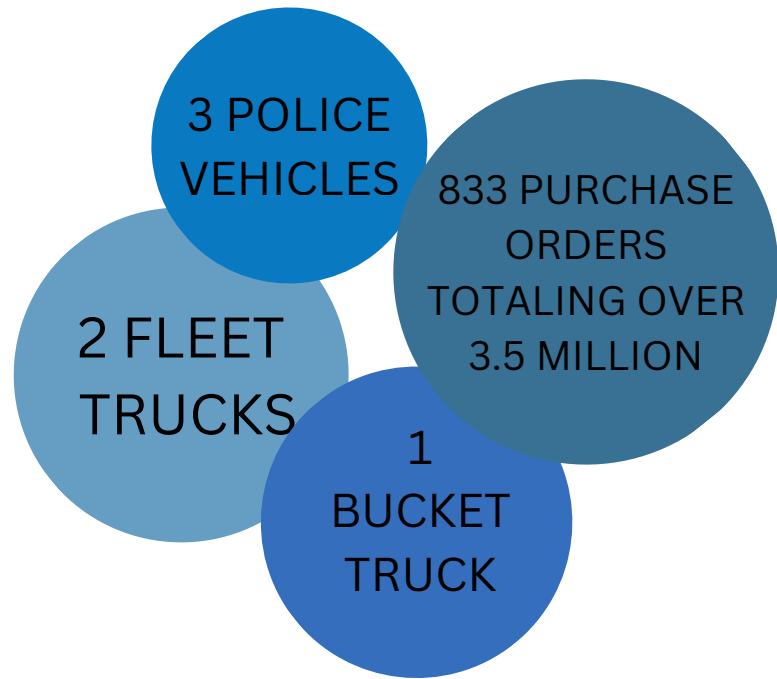 3 POLICE
VEHICLES
833 PURCHASE
ORDERS
TOTALING OVER
3.5 MILLION
2 FLEET
TRUCKS
1
BUCKET
TRUCK